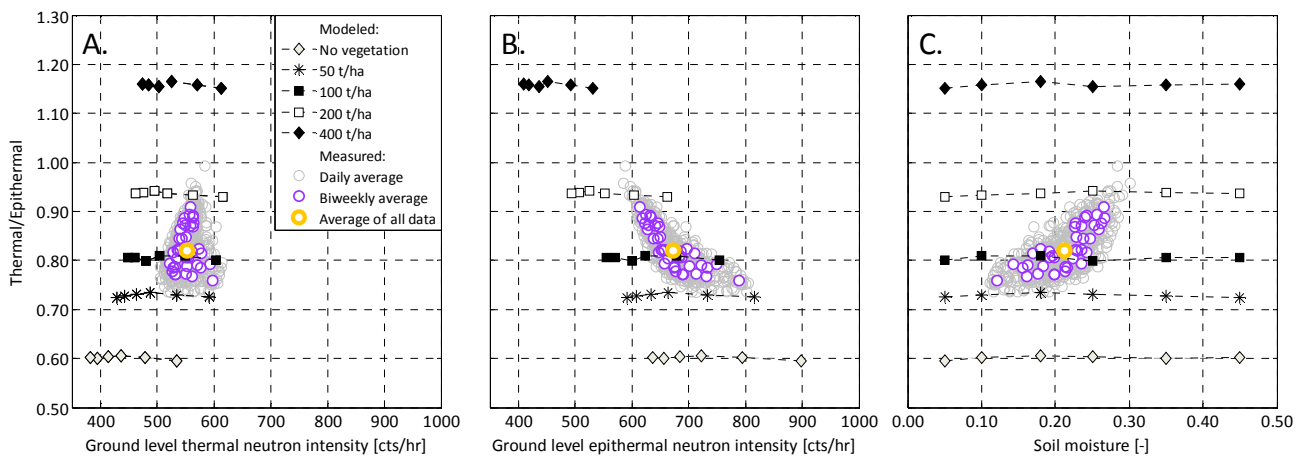 A.
B.
C.
Modeled:
No vegetation
50 t/ha
100 t/ha
200 t/ha
400 t/ha
Measured:
Daily average
Biweekly average
Average of all data
Thermal/Epithermal
1.30
1.20
1.10
1.00
0.90
0.80
0.70
0.60
0.50
400 500 600 700 800 900 1000
Ground level thermal neutron intensity [cts/hr]
400 500 600 700 800 900 1000
Ground level epithermal neutron intensity [cts/hr]
0.00 0.10 0.20 0.30 0.40 0.50
Soil moisture [-]